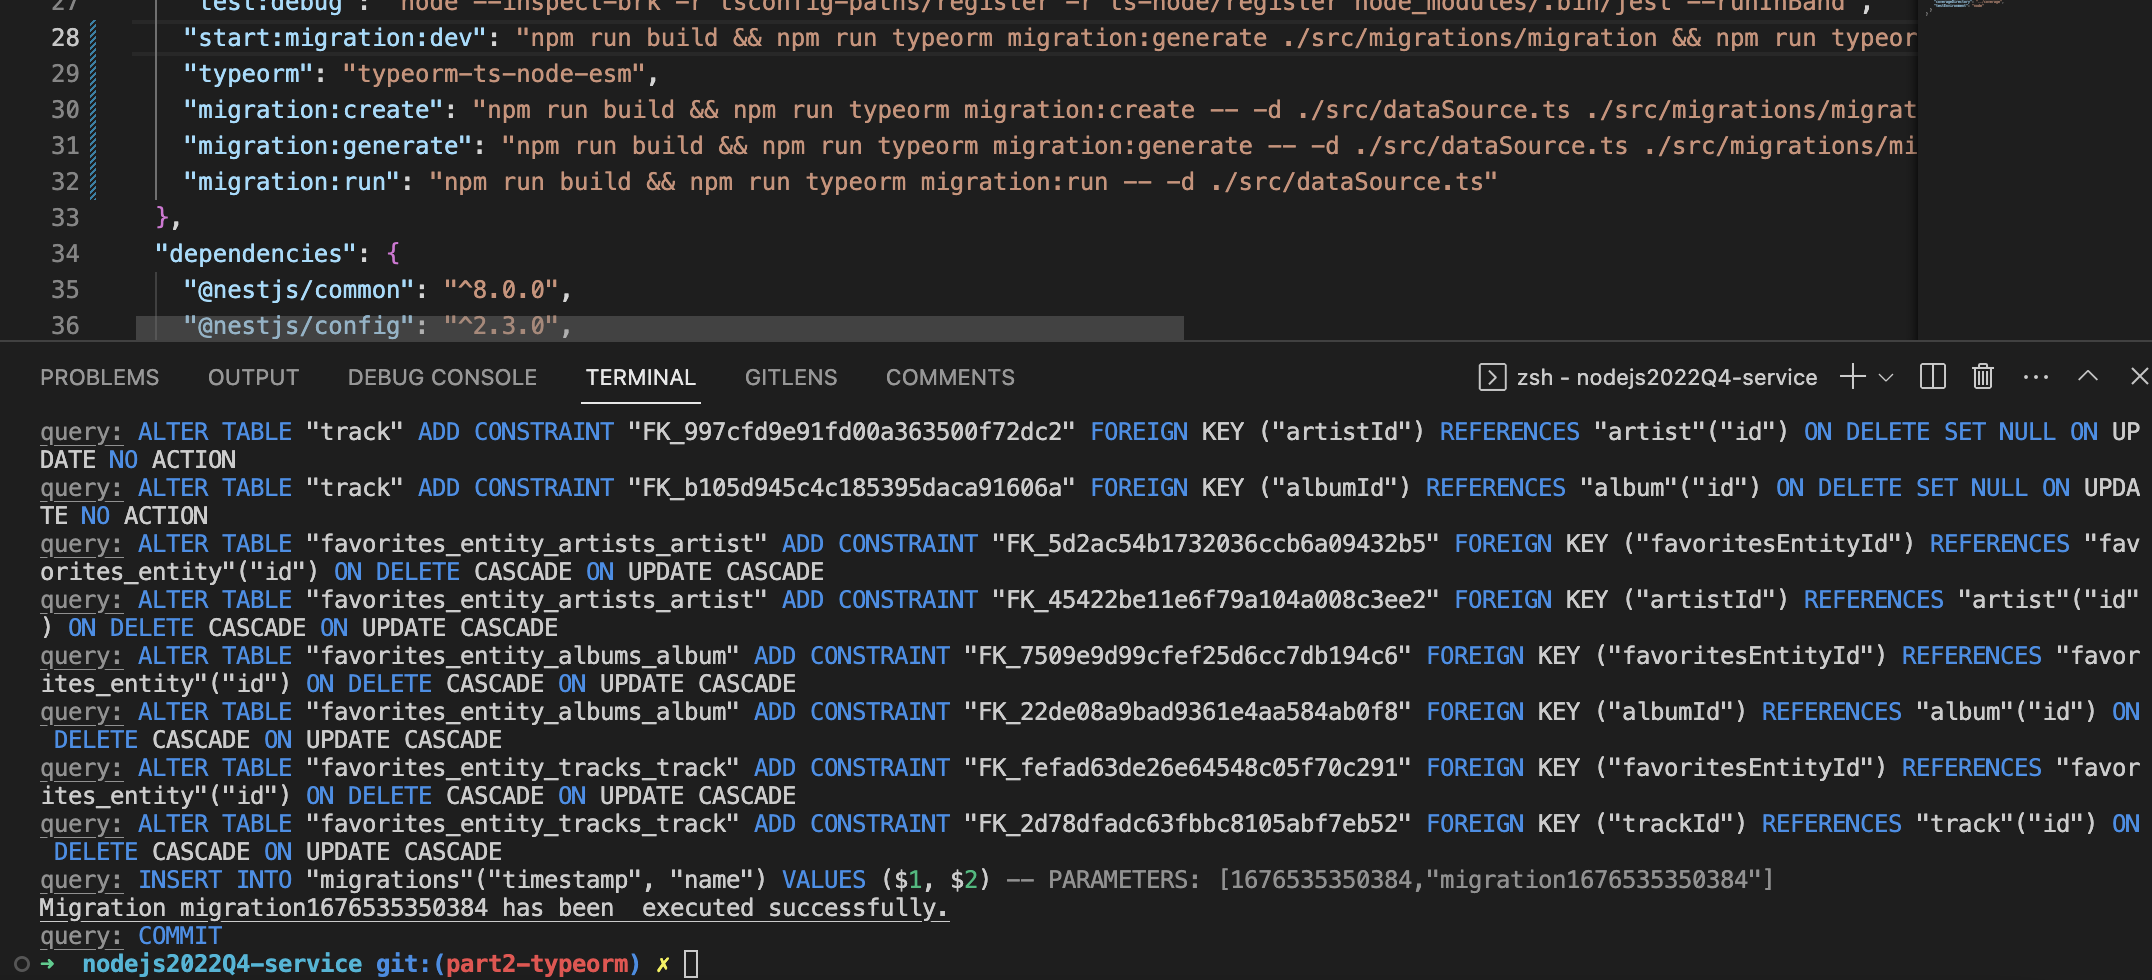 27 "test:debug": "node --inspect-brk -r tsconfig-paths/register -r ts-node/register node_modules/.bin/jest --runInBand",
28 "start:migration:dev": "npm run build && npm run typeorm migration:generate ./src/migrations/migration && npm run typeor
29 "typeorm": "typeorm-ts-node-esm",
30 "migration:create": "npm run build && npm run typeorm migration:create -- -d ./src/dataSource.ts ./src/migrations/migrat
31 "migration:generate": "npm run build && npm run typeorm migration:generate -- -d ./src/dataSource.ts ./src/migrations/mi
32 "migration:run": "npm run build && npm run typeorm migration:run -- -d ./src/dataSource.ts"
33 },
34 "dependencies": {
35 "@nestjs/common": "^8.0.0",
36 "@nestjs/config": "^2.3.0",
PROBLEMS OUTPUT DEBUG CONSOLE TERMINAL GITLENS COMMENTS zsh - nodejs2022Q4-service
query: ALTER TABLE "track" ADD CONSTRAINT "FK_997cfd9e91fd00a363500f72dc2" FOREIGN KEY ("artistId") REFERENCES "artist"("id") ON DELETE SET NULL ON UP
DATE NO ACTION
query: ALTER TABLE "track" ADD CONSTRAINT "FK_b105d945c4c185395daca91606a" FOREIGN KEY ("albumId") REFERENCES "album"("id") ON DELETE SET NULL ON UPDA
TE NO ACTION
query: ALTER TABLE "favorites_entity_artists_artist" ADD CONSTRAINT "FK_5d2ac54b1732036ccb6a09432b5" FOREIGN KEY ("favoritesEntityId") REFERENCES "fav
orites_entity"("id") ON DELETE CASCADE ON UPDATE CASCADE
query: ALTER TABLE "favorites_entity_artists_artist" ADD CONSTRAINT "FK_45422be11e6f79a104a008c3ee2" FOREIGN KEY ("artistId") REFERENCES "artist"("id"
) ON DELETE CASCADE ON UPDATE CASCADE
query: ALTER TABLE "favorites_entity_albums_album" ADD CONSTRAINT "FK_7509e9d99cfef25d6cc7db194c6" FOREIGN KEY ("favoritesEntityId") REFERENCES "favor
ites_entity"("id") ON DELETE CASCADE ON UPDATE CASCADE
query: ALTER TABLE "favorites_entity_albums_album" ADD CONSTRAINT "FK_22de08a9bad9361e4aa584ab0f8" FOREIGN KEY ("albumId") REFERENCES "album"("id") ON
DELETE CASCADE ON UPDATE CASCADE
query: ALTER TABLE "favorites_entity_tracks_track" ADD CONSTRAINT "FK_fefad63de26e64548c05f70c291" FOREIGN KEY ("favoritesEntityId") REFERENCES "favor
ites_entity"("id") ON DELETE CASCADE ON UPDATE CASCADE
query: ALTER TABLE "favorites_entity_tracks_track" ADD CONSTRAINT "FK_2d78dfadc63fbbc8105abf7eb52" FOREIGN KEY ("trackId") REFERENCES "track"("id") ON
DELETE CASCADE ON UPDATE CASCADE
query: INSERT INTO "migrations"("timestamp", "name") VALUES ($1, $2) -- PARAMETERS: [1676535350384,"migration1676535350384"]
Migration migration1676535350384 has been  executed successfully.
query: COMMIT
➜ nodejs2022Q4-service git:(part2-typeorm) ✗